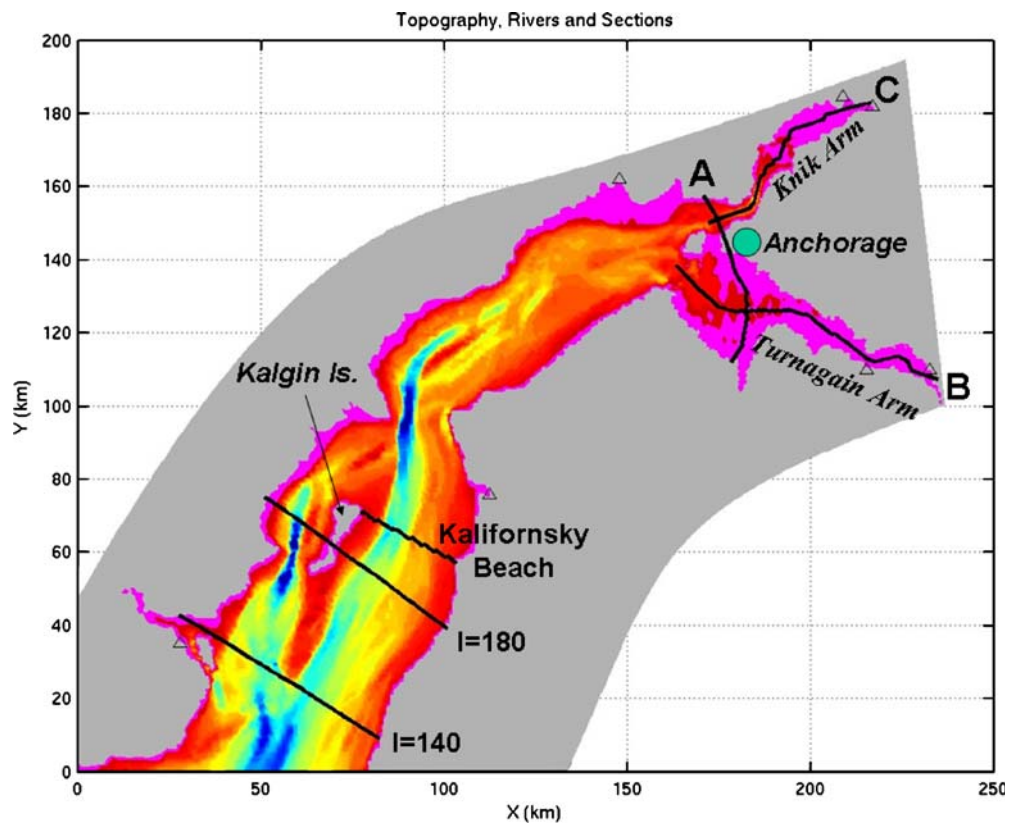 Topography, Rivers and Sections
200
180
160
140
120
100
80
60
40
20
0
Y (km)
C
Knik Arm
A
Anchorage
Kalgin Is.
Turnagain Arm
B
Kalifornsky
Beach
I=180
I=140
0
50
100
150
200
250
X (km)